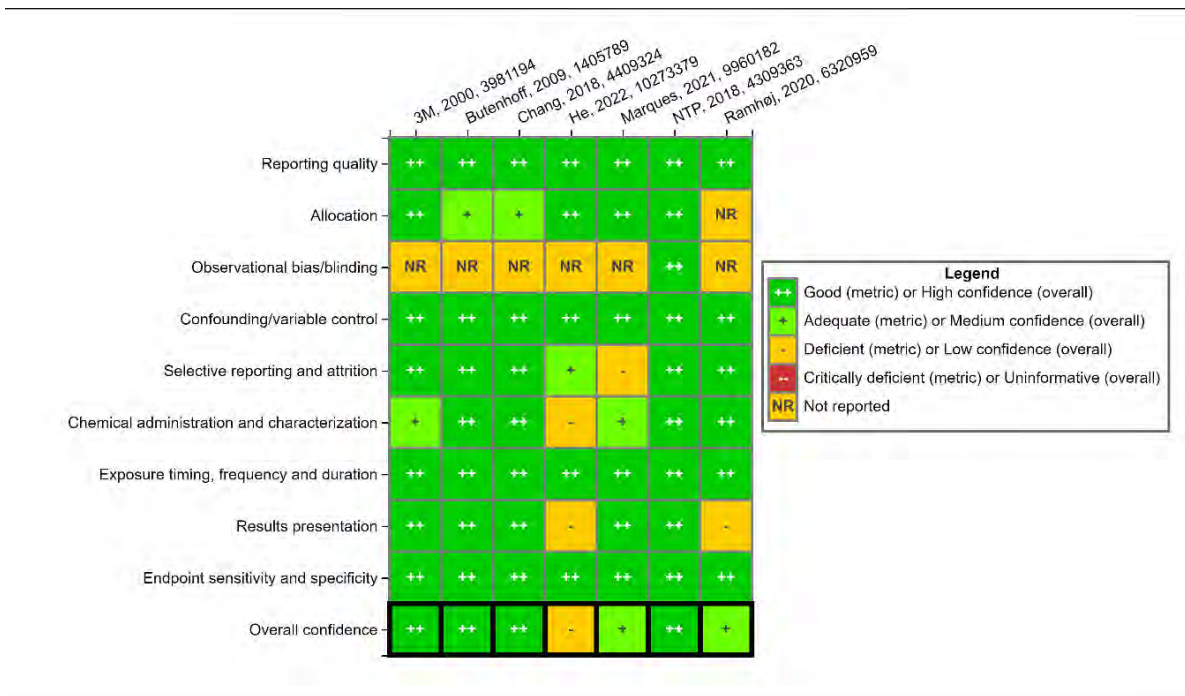 3M, 2000, 3981194
Butenhoff, 2009, 1405789
Chang, 2018, 4409324
He, 2022, 10273379
Marques, 2021, 9960182
NTP, 2018, 4309363
Ramhøj, 2020, 6320959
Reporting quality ++ ++ ++ ++ ++ ++ ++
Allocation ++ + + ++ ++ ++ NR
Observational bias/blinding NR NR NR NR NR ++ NR
Confounding/variable control ++ ++ ++ ++ ++ ++ ++
Selective reporting and attrition ++ ++ ++ + - ++ ++
Chemical administration and characterization + ++ ++ - + ++ ++
Exposure timing, frequency and duration ++ ++ ++ ++ ++ ++ ++
Results presentation ++ ++ ++ - ++ ++ -
Endpoint sensitivity and specificity ++ ++ ++ ++ ++ ++ ++
Overall confidence ++ ++ ++ - + ++ +
Legend
++ Good (metric) or High confidence (overall)
+ Adequate (metric) or Medium confidence (overall)
- Deficient (metric) or Low confidence (overall)
-- Critically deficient (metric) or Uninformative (overall)
NR Not reported